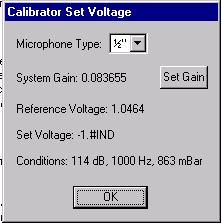 Calibrator Set Voltage
Microphone Type: ½"
System Gain: 0.083655 Set Gain
Reference Voltage: 1.0464
Set Voltage: -1.#IND
Conditions: 114 dB, 1000 Hz, 863 mBar
OK